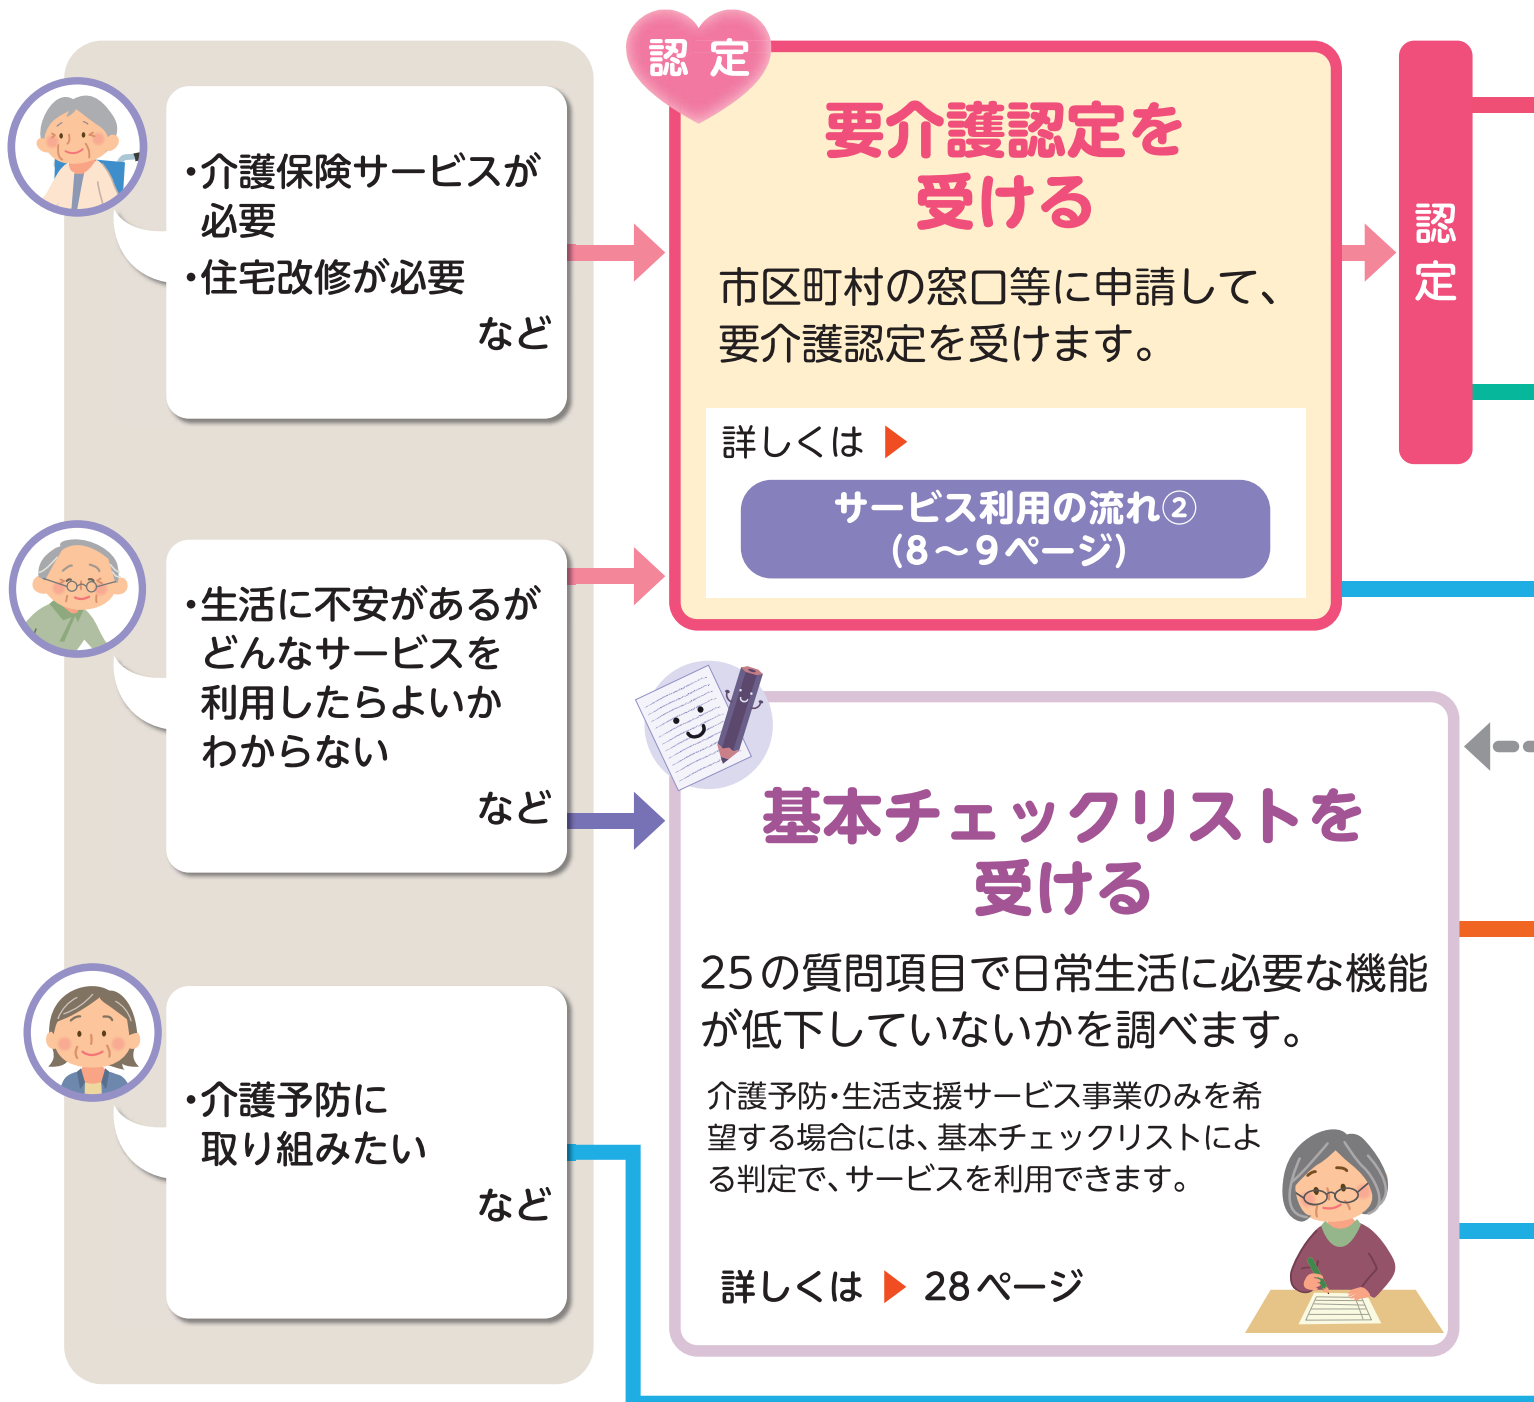 ・介護保険サービスが
必要
・住宅改修が必要
など
・生活に不安があるが
どんなサービスを
利用したらよいか
わからない
など
・介護予防に
取り組みたい
など
認 定
要介護認定を
受ける
市区町村の窓口等に申請して、
要介護認定を受けます。
詳しくは ▶
サービス利用の流れ②
(8～9ページ)
認定
基本チェックリストを
受ける
25の質問項目で日常生活に必要な機能
が低下していないかを調べます。
介護予防・生活支援サービス事業のみを希
望する場合には、基本チェックリストによ
る判定で、サービスを利用できます。
詳しくは ▶ 28ページ